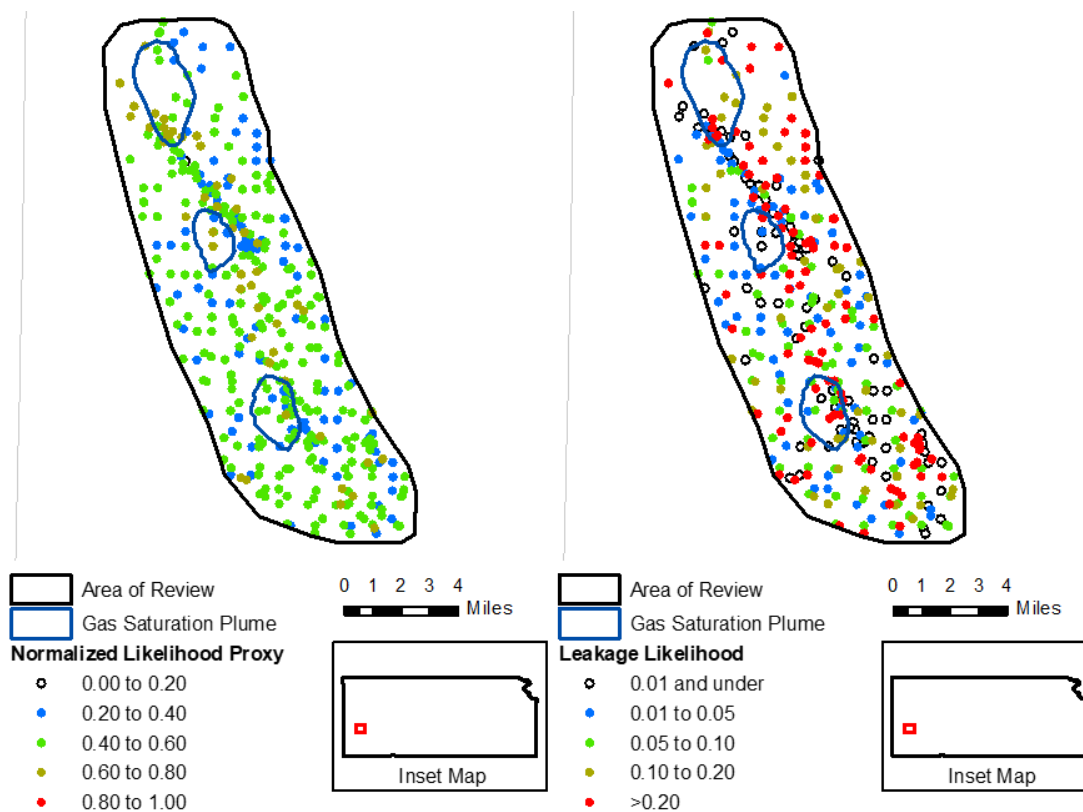 Area of Review
Gas Saturation Plume
Normalized Likelihood Proxy
0.00 to 0.20
0.20 to 0.40
0.40 to 0.60
0.60 to 0.80
0.80 to 1.00
0 1 2 3 4
Miles
Inset Map
Area of Review
Gas Saturation Plume
Leakage Likelihood
0.01 and under
0.01 to 0.05
0.05 to 0.10
0.10 to 0.20
>0.20
0 1 2 3 4
Miles
Inset Map